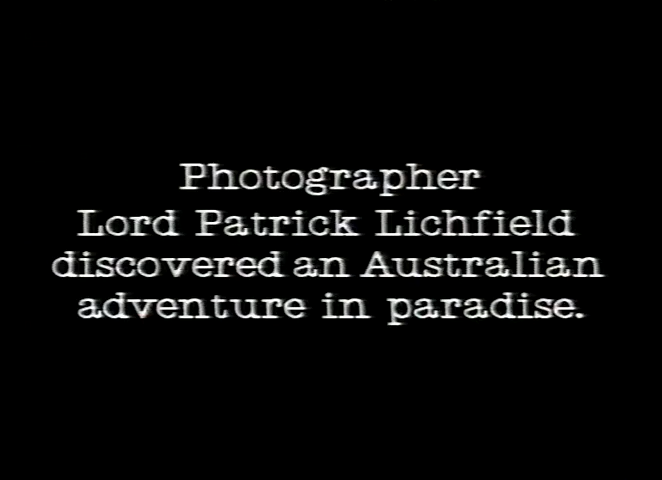 Photographer
Lord Patrick Lichfield
discovered an Australian
adventure in paradise.